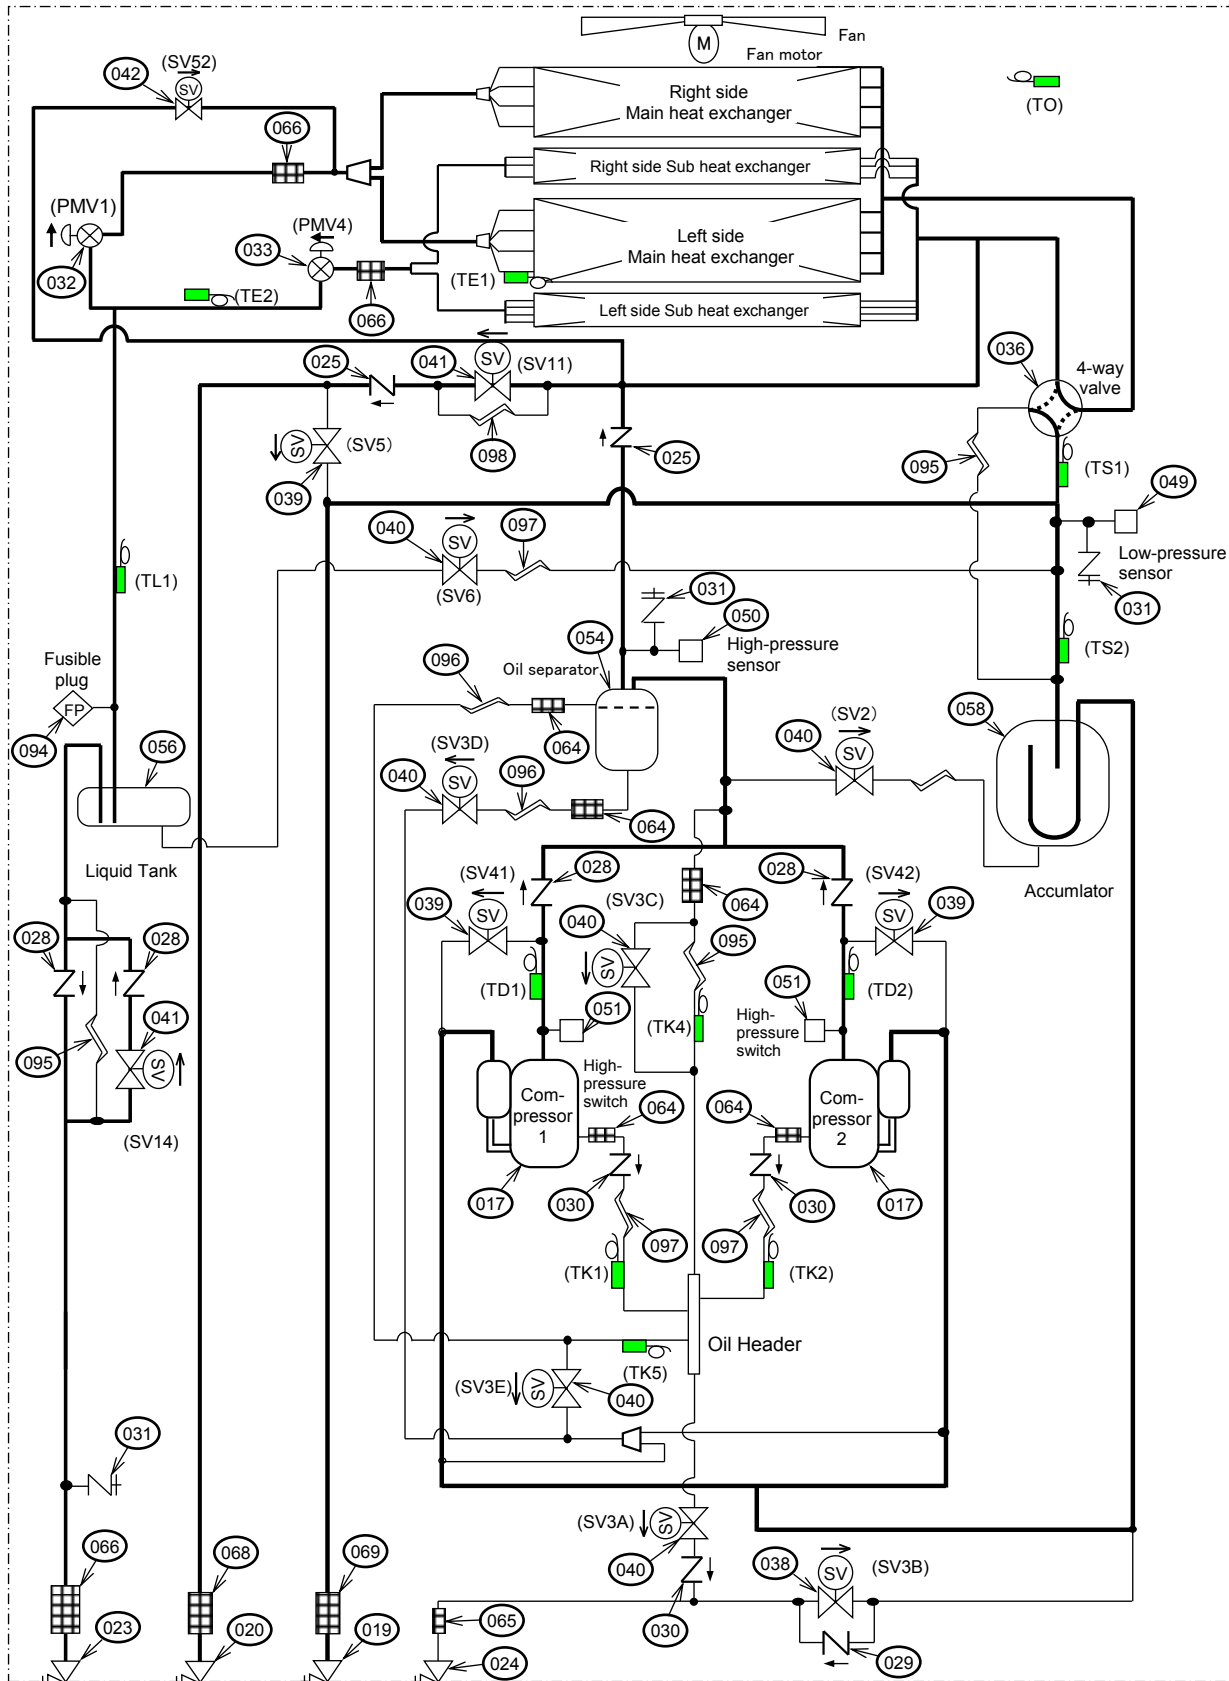 Fan
M
Fan motor
(SV52)
042
SV
Right side
Main heat exchanger
(TO)
066
Right side Sub heat exchanger
(PMV1)
(PMV4)
033
032
Left side
Main heat exchanger
(TE1)
(TE2)
066
Left side Sub heat exchanger
025
041
SV
(SV11)
036
4-way
valve
SV
(SV5)
098
025
095
(TS1)
039
049
040
097
SV
Low-pressure
sensor
(TL1)
(SV6)
031
031
050
054
High-pressure
sensor
(TS2)
Fusible
plug
096
Oil separator
FP
058
094
064
(SV2)
056
(SV3D)
040
SV
040
SV
096
064
Liquid Tank
Accumlator
(SV41)
028
028
(SV42)
039
SV
(SV3C)
064
SV
039
040
095
028
028
SV
051
(TD1)
(TD2)
051
041
(TK4)
High-
pressure
switch
095
SV
High-
pressure
switch
Com-
pressor
1
064
064
Com-
pressor
2
(SV14)
017
030
030
017
097
097
(TK1)
(TK2)
Oil Header
(TK5)
(SV3E)
SV
040
031
(SV3A)
SV
066
068
069
040
038
SV
(SV3B)
065
030
023
020
019
024
029